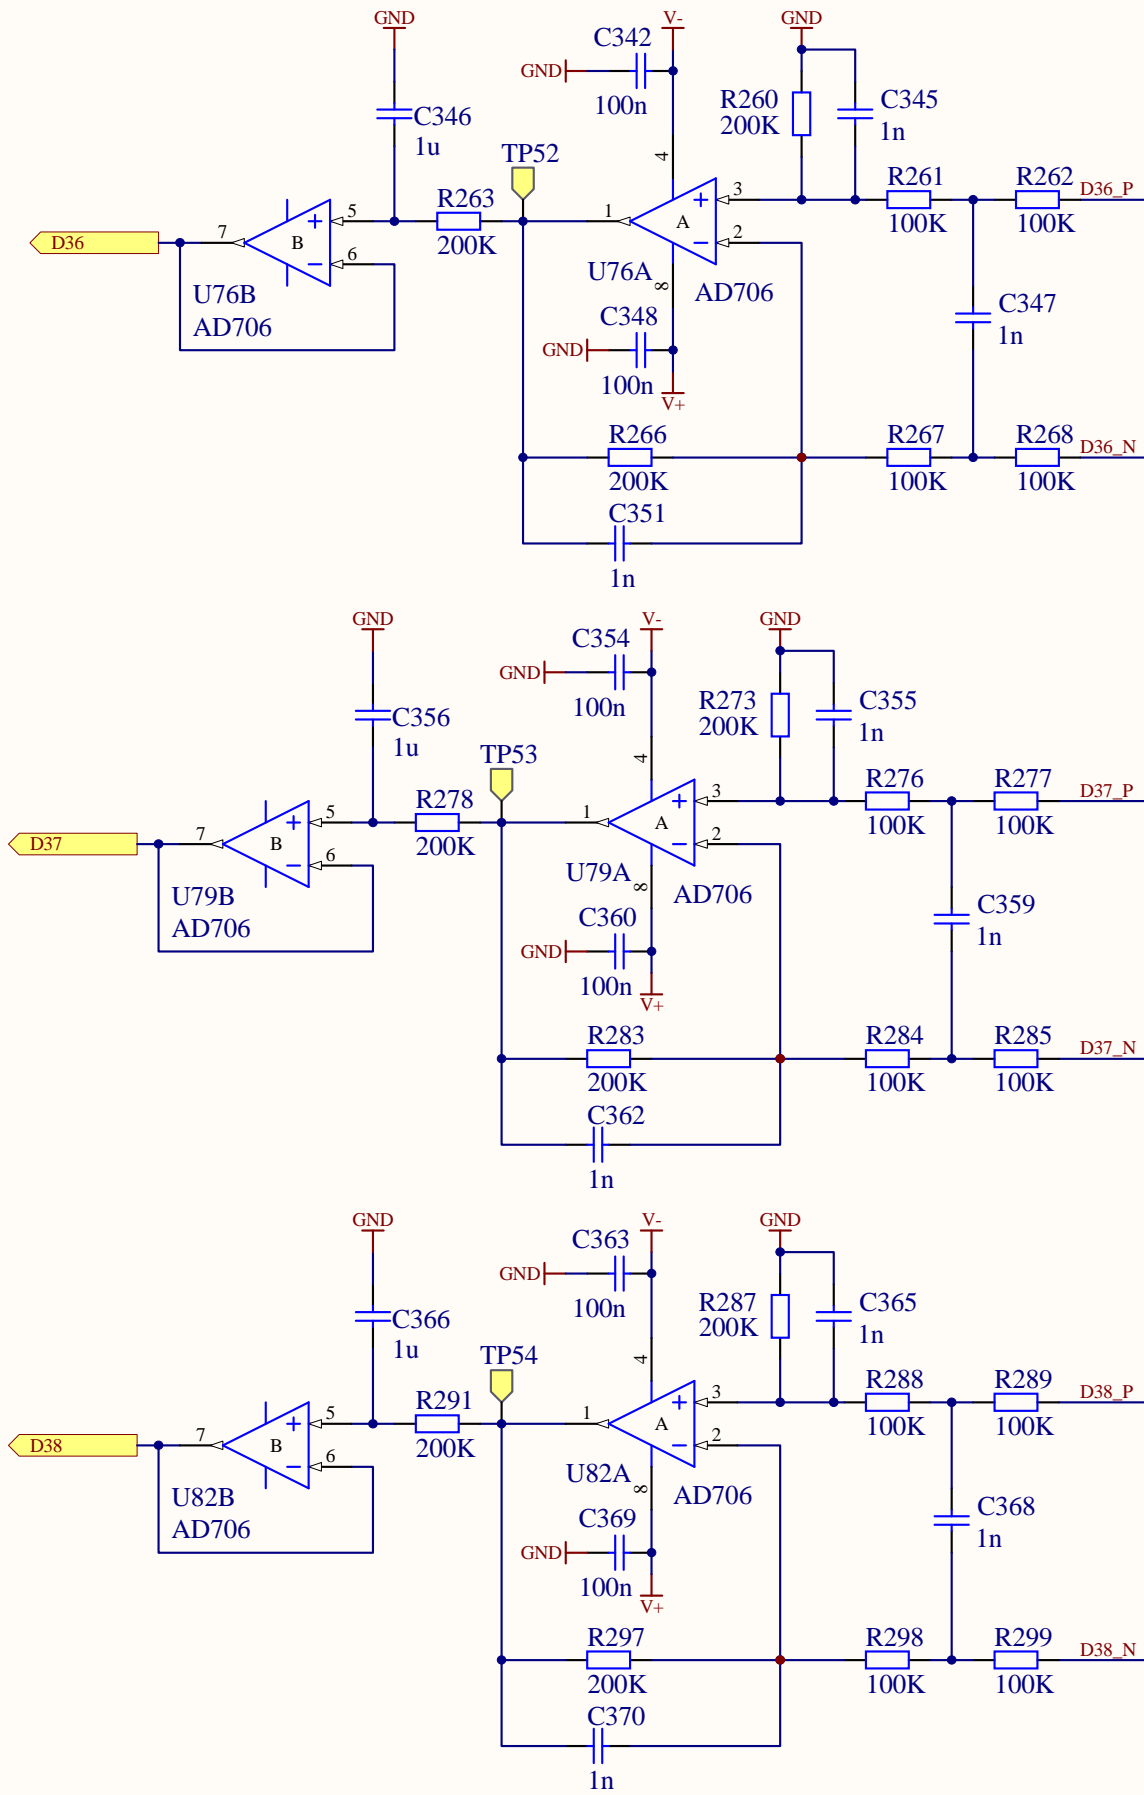 GND
V-
GND
C342
GND
100n
C346
1u
R260
200K
C345
1n
TP52
4
R263
200K
R261
100K
R262
100K
D36_P
D36
7
B
5
6
U76B
AD706
1
A
3
2
U76A
8
AD706
C348
GND
100n
V+
C347
1n
R266
200K
C351
1n
R267
100K
R268
100K
D36_N
GND
V-
GND
C354
GND
100n
C356
1u
R273
200K
C355
1n
TP53
4
R278
200K
R276
100K
R277
100K
D37_P
D37
7
B
5
6
U79B
AD706
1
A
3
2
U79A
8
AD706
C360
GND
100n
V+
C359
1n
R283
200K
C362
1n
R284
100K
R285
100K
D37_N
GND
V-
GND
C363
GND
100n
C366
1u
R287
200K
C365
1n
TP54
4
R291
200K
R288
100K
R289
100K
D38_P
D38
7
B
5
6
U82B
AD706
1
A
3
2
U82A
8
AD706
C369
GND
100n
V+
C368
1n
R297
200K
C370
1n
R298
100K
R299
100K
D38_N